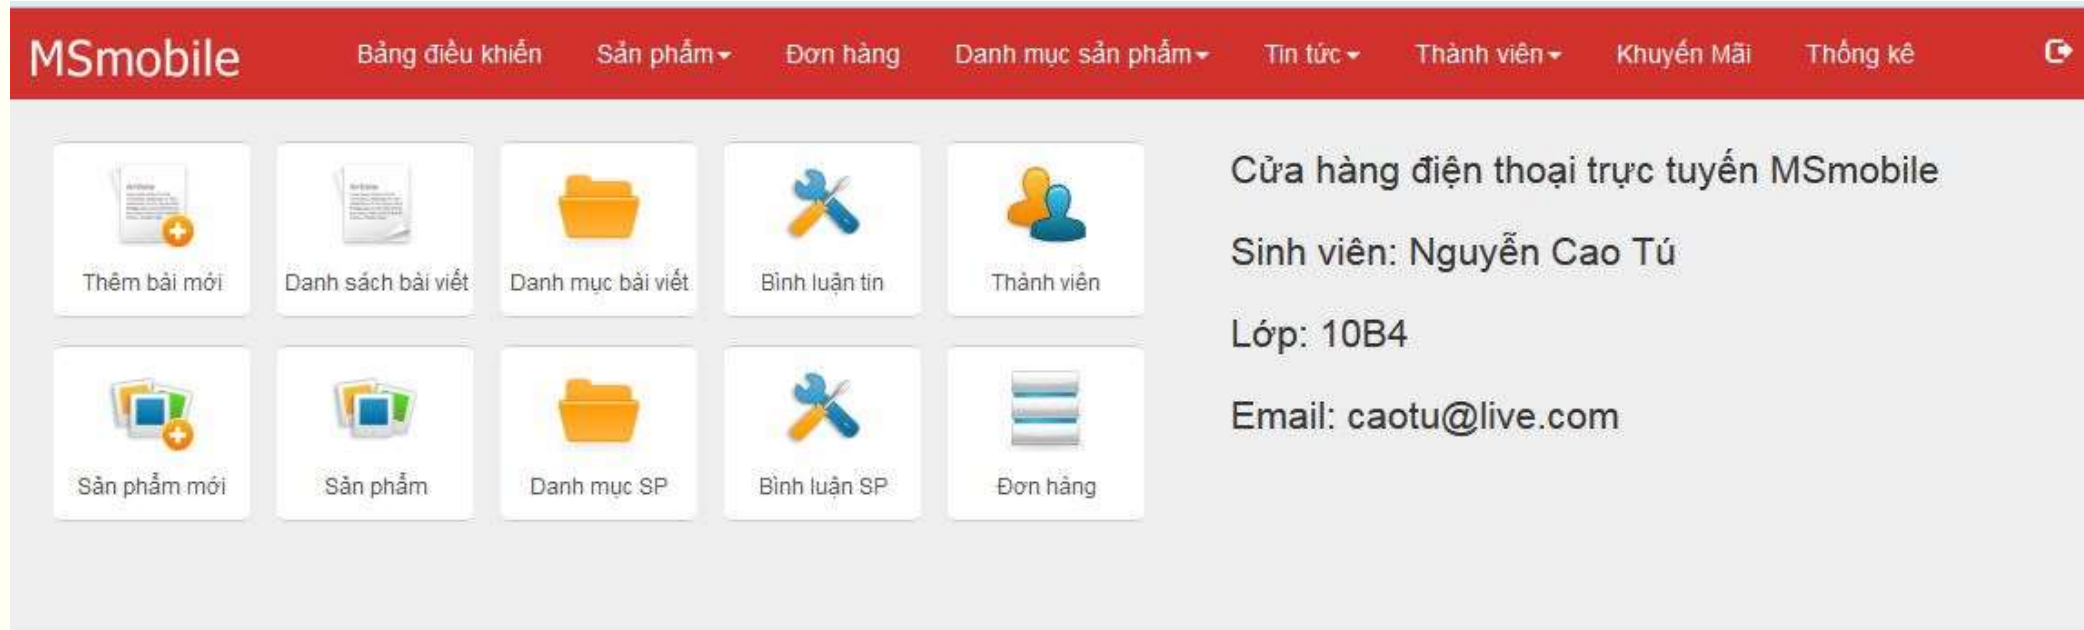 MSmobile Bảng điều khiển Sản phẩm Đơn hàng Danh mục sản phẩm Tin tức Thành viên Khuyến Mãi Thống kê
Thêm bài mới Danh sách bài viết Danh mục bài viết Bình luận tin Thành viên
Sản phẩm mới Sản phẩm Danh mục SP Bình luận SP Đơn hàng
Cửa hàng điện thoại trực tuyến MSmobile
Sinh viên: Nguyễn Cao Tú
Lớp: 10B4
Email: caotu@live.com